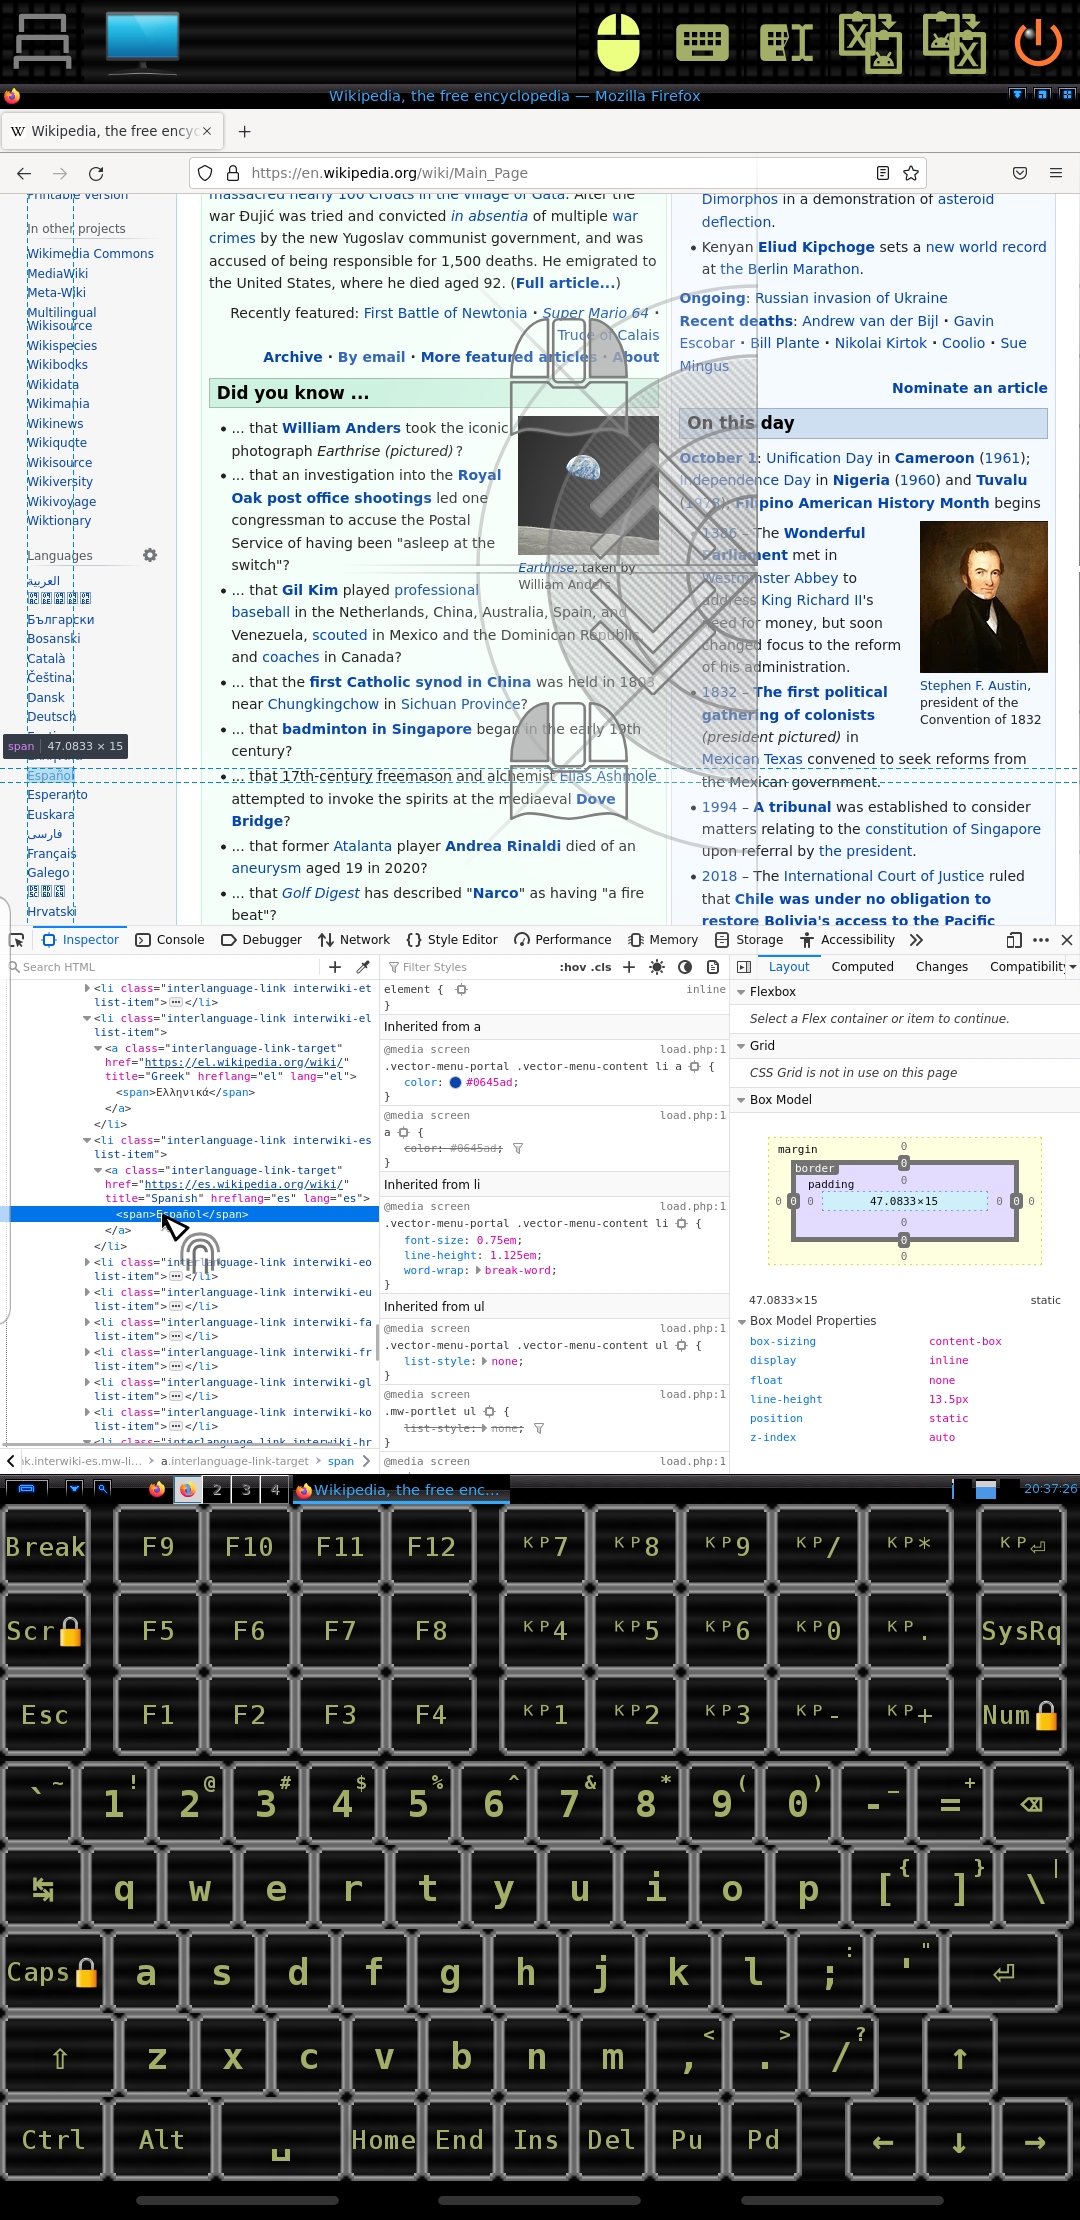 Wikipedia, the free encyclopedia — Mozilla Firefox
Wikipedia, the free ency
https://en.wikipedia.org/wiki/Main_Page
Printable version
In other projects
Wikimedia Commons
MediaWiki
Meta-Wiki
Multilingual
Wikisource
Wikispecies
Wikibooks
Wikidata
Wikimania
Wikinews
Wikiquote
Wikisource
Wikiversity
Wikivoyage
Wiktionary
Languages
العربية
Български
Bosanski
Català
Čeština
Dansk
Deutsch
span 47.0833 × 15
Español
Esperanto
Euskara
فارسی
Français
Galego
Hrvatski
massacred nearly 100 Croats in the village of Gata. After the
war Đujić was tried and convicted in absentia of multiple war
crimes by the new Yugoslav communist government, and was
accused of being responsible for 1,500 deaths. He emigrated to
the United States, where he died aged 92. (Full article...)
Recently featured: First Battle of Newtonia · Super Mario 64 ·
Truce of Calais
Archive · By email · More featured articles · About
Did you know ...
• ... that William Anders took the iconic
photograph Earthrise (pictured)?
• ... that an investigation into the Royal
Oak post office shootings led one
congressman to accuse the Postal
Service of having been "asleep at the
switch"?
Earthrise, taken by
William Anders
• ... that Gil Kim played professional
baseball in the Netherlands, China, Australia, Spain, and
Venezuela, scouted in Mexico and the Dominican Republic,
and coaches in Canada?
• ... that the first Catholic synod in China was held in 1803
near Chungkingchow in Sichuan Province?
• ... that badminton in Singapore began in the early 19th
century?
• ... that 17th-century freemason and alchemist Elias Ashmole
attempted to invoke the spirits at the mediaeval Dove
Bridge?
• ... that former Atalanta player Andrea Rinaldi died of an
aneurysm aged 19 in 2020?
• ... that Golf Digest has described "Narco" as having "a fire
beat"?
Dimorphos in a demonstration of asteroid
deflection.
• Kenyan Eliud Kipchoge sets a new world record
at the Berlin Marathon.
Ongoing: Russian invasion of Ukraine
Recent deaths: Andrew van der Bijl · Gavin
Escobar · Bill Plante · Nikolai Kirtok · Coolio · Sue
Mingus
Nominate an article
On this day
October 1: Unification Day in Cameroon (1961);
Independence Day in Nigeria (1960) and Tuvalu
(1978); Filipino American History Month begins
1386 – The Wonderful
Parliament met in
Westminster Abbey to
address King Richard II's
need for money, but soon
changed focus to the reform
of his administration.
• 1832 – The first political
gathering of colonists
(president pictured) in
Mexican Texas convened to seek reforms from
the Mexican government.
Stephen F. Austin,
president of the
Convention of 1832
• 1994 – A tribunal was established to consider
matters relating to the constitution of Singapore
upon referral by the president.
• 2018 – The International Court of Justice ruled
that Chile was under no obligation to
restore Bolivia's access to the Pacific
Inspector Console Debugger Network Style Editor Performance Memory Storage Accessibility
Search HTML
<li class="interlanguage-link interwiki-et
list-item"> ... </li>
<li class="interlanguage-link interwiki-el
list-item">
<a class="interlanguage-link-target"
href="https://el.wikipedia.org/wiki/"
title="Greek" hreflang="el" lang="el">
<span>Ελληνικά</span>
</a>
</li>
<li class="interlanguage-link interwiki-es
list-item">
<a class="interlanguage-link-target"
href="https://es.wikipedia.org/wiki/"
title="Spanish" hreflang="es" lang="es">
<span>Español</span>
</a>
</li>
<li class="interlanguage-link interwiki-eo
list-item"> ... </li>
<li class="interlanguage-link interwiki-eu
list-item"> ... </li>
<li class="interlanguage-link interwiki-fa
list-item"> ... </li>
<li class="interlanguage-link interwiki-fr
list-item"> ... </li>
<li class="interlanguage-link interwiki-gl
list-item"> ... </li>
<li class="interlanguage-link interwiki-ko
list-item"> ... </li>
<li class="interlanguage-link interwiki-hr
k.interwiki-es.mw-li... > a.interlanguage-link-target > span
Filter Styles :hov .cls +
element { inline
}
Inherited from a
@media screen load.php:1
.vector-menu-portal .vector-menu-content li a {
color: #0645ad;
}
@media screen load.php:1
a {
color: #0645ad;
}
Inherited from li
@media screen load.php:1
.vector-menu-portal .vector-menu-content li {
font-size: 0.75em;
line-height: 1.125em;
word-wrap: break-word;
}
Inherited from ul
@media screen load.php:1
.vector-menu-portal .vector-menu-content ul {
list-style: none;
}
@media screen load.php:1
.mw-portlet ul {
list-style: none;
}
@media screen load.php:1
Layout Computed Changes Compatibility
Flexbox
Select a Flex container or item to continue.
Grid
CSS Grid is not in use on this page
Box Model
margin 0
border 0
padding 0
0 0 0 47.0833×15 0 0 0
0
0
0
47.0833×15 static
Box Model Properties
box-sizing content-box
display inline
float none
line-height 13.5px
position static
z-index auto
2 3 4 Wikipedia, the free enc... 20:37:26
Break F9 F10 F11 F12 KP7 KP8 KP9 KP/ KP* KP⏎
Scr F5 F6 F7 F8 KP4 KP5 KP6 KP0 KP. SysRq
Esc F1 F2 F3 F4 KP1 KP2 KP3 KP- KP+ Num
` ~ 1 ! 2 @ 3 # 4 $ 5 % 6 ^ 7 & 8 * 9 ( 0 ) - _ = + ⌫
↹ q w e r t y u i o p [ { ] } \ |
Caps a s d f g h j k l ; : ' " ⏎
⇧ z x c v b n m , < . > / ? ↑
Ctrl Alt ␣ Home End Ins Del Pu Pd ← ↓ →